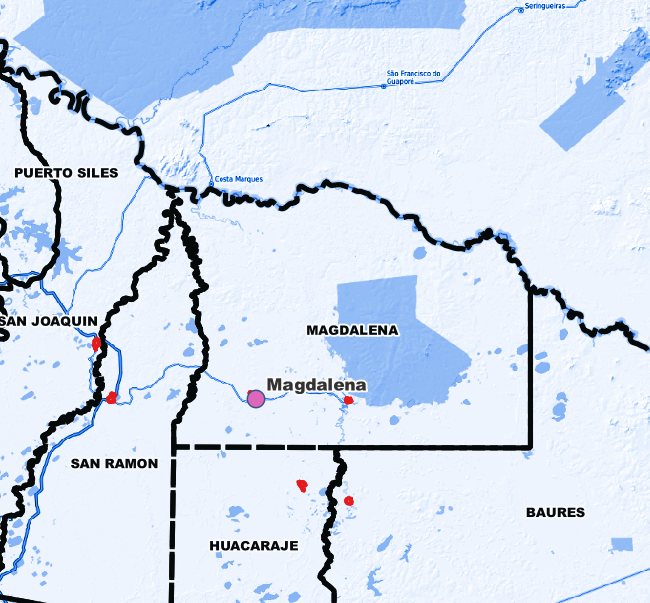 Seringueiras
São Francisco do
Guaporé
PUERTO SILES
Costa Marques
SAN JOAQUIN
MAGDALENA
Magdalena
SAN RAMON
BAURES
HUACARAJE